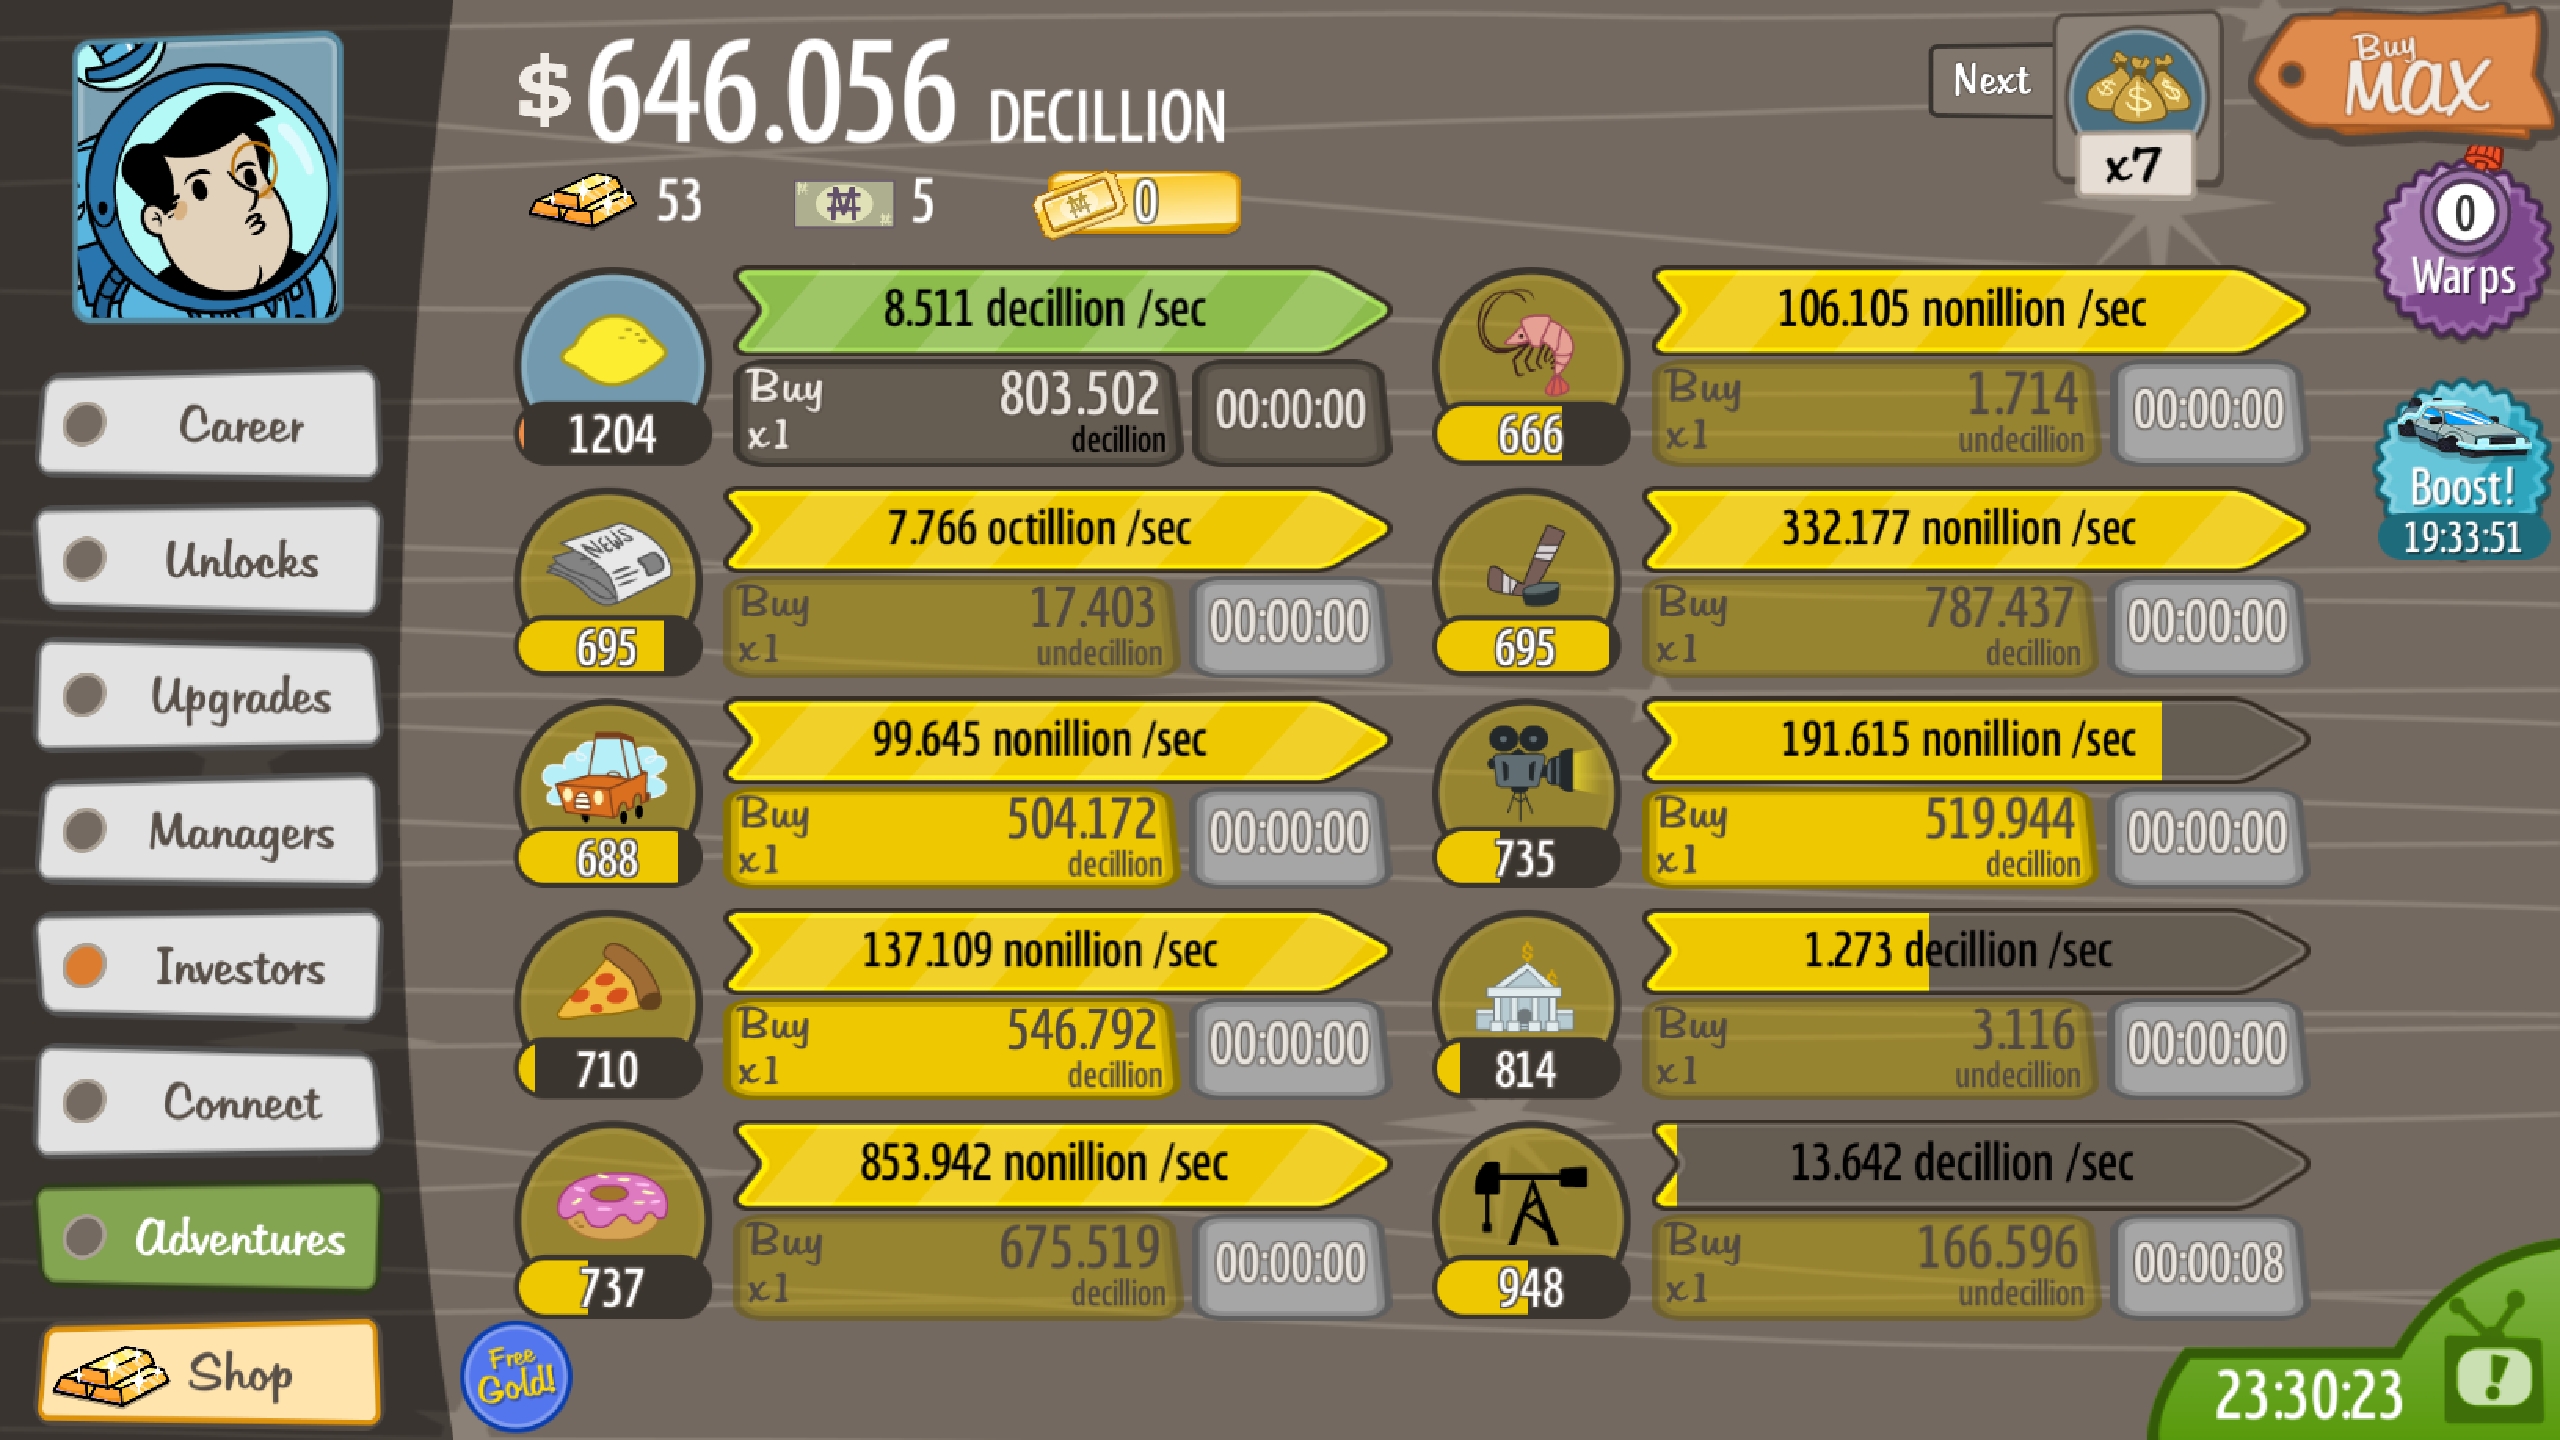 $646.056 DECILLION
53
5
0
Next
x7
Buy
MAX
0
Warps
Boost!
19:33:51
Career
Unlocks
Upgrades
Managers
Investors
Connect
Adventures
Shop
8.511 decillion /sec
Buy
x1
803.502
decillion
00:00:00
1204
106.105 nonillion /sec
Buy
x1
1.714
undecillion
00:00:00
666
NEWS
7.766 octillion /sec
Buy
x1
17.403
undecillion
00:00:00
695
332.177 nonillion /sec
Buy
x1
787.437
decillion
00:00:00
695
99.645 nonillion /sec
Buy
x1
504.172
decillion
00:00:00
688
191.615 nonillion /sec
Buy
x1
519.944
decillion
00:00:00
735
137.109 nonillion /sec
Buy
x1
546.792
decillion
00:00:00
710
1.273 decillion /sec
Buy
x1
3.116
undecillion
00:00:00
814
853.942 nonillion /sec
Buy
x1
675.519
decillion
00:00:00
737
13.642 decillion /sec
Buy
x1
166.596
undecillion
00:00:08
948
Free
Gold!
23:30:23
!